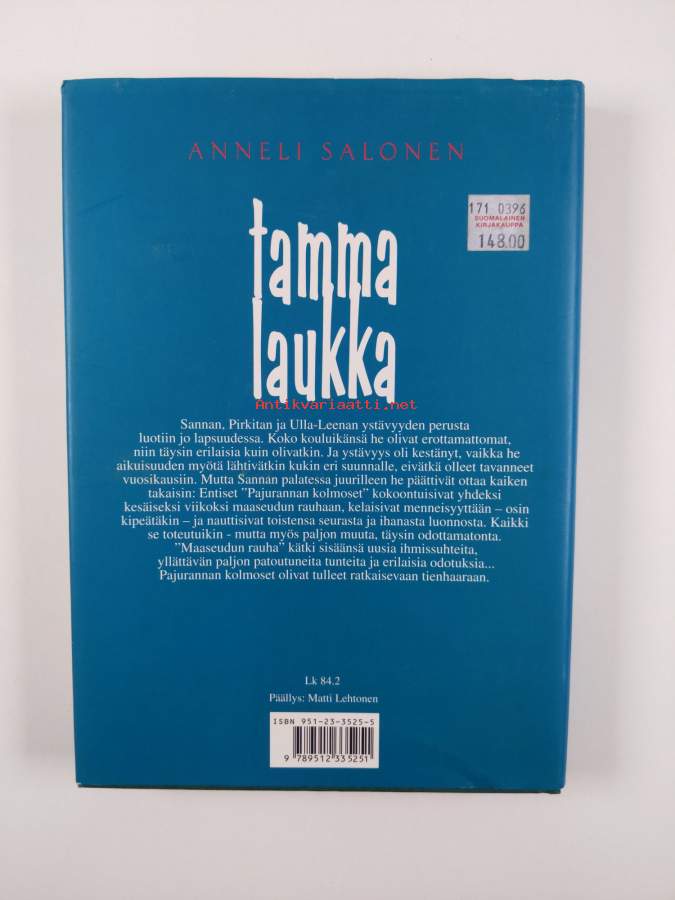 ANNELI SALONEN
171 0396
SUOMALAINEN
KIRJAKAUPPA
148.00
tamma
laukka
Antikvariaatti.net
Sannan, Pirkitan ja Ulla-Leenan ystävyyden perusta
luotiin jo lapsuudessa. Koko kouluikänsä he olivat erottamattomat,
niin täysin erilaisia kuin olivatkin. Ja ystävyys oli kestänyt, vaikka he
aikuisuuden myötä lähtivätkin kukin eri suunnalle, eivätkä olleet tavanneet
vuosikausiin. Mutta Sannan palatessa juurilleen he päättivät ottaa kaiken
takaisin: Entiset "Pajurannan kolmoset" kokoontuisivat yhdeksi
kesäiseksi viikoksi maaseudun rauhaan, kelaisivat menneisyyttään – osin
kipeätäkin – ja nauttisivat toistensa seurasta ja ihanasta luonnosta. Kaikki
se toteutuikin - mutta myös paljon muuta, täysin odottamatonta.
"Maaseudun rauha" kätki sisäänsä uusia ihmissuhteita,
yllättävän paljon patoutuneita tunteita ja erilaisia odotuksia...
Pajurannan kolmoset olivat tulleet ratkaisevaan tienhaaraan.
Lk 84.2
Päällys: Matti Lehtonen
ISBN 951-23-3525-5
9 789512 335251